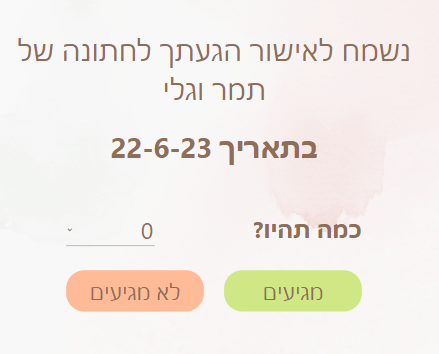 נשמח לאישור הגעתך לחתונה של
תמר וגלי
בתאריך 22-6-23
כמה תהיו? 0
מגיעים לא מגיעים